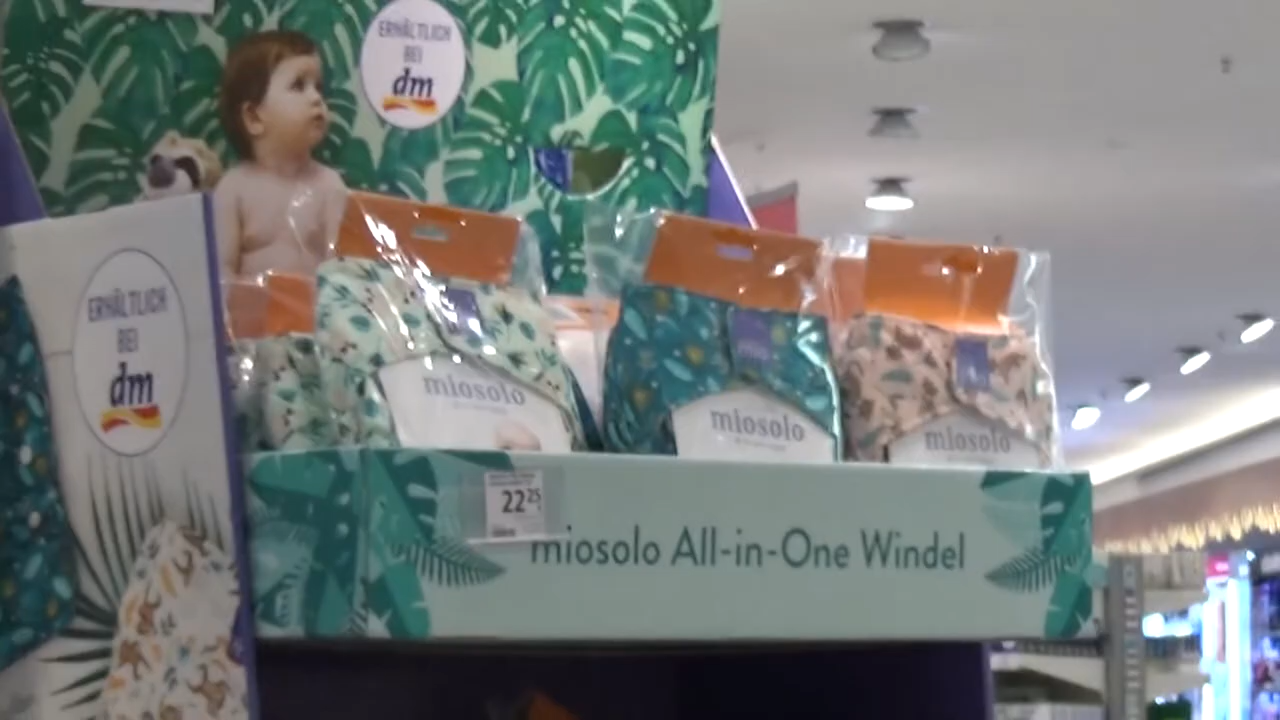 ERHÄLTLICH
BEI
dm
ERHÄLTLICH
BEI
dm
miosolo
miosolo
miosolo
22 25
miosolo All-in-One Windel